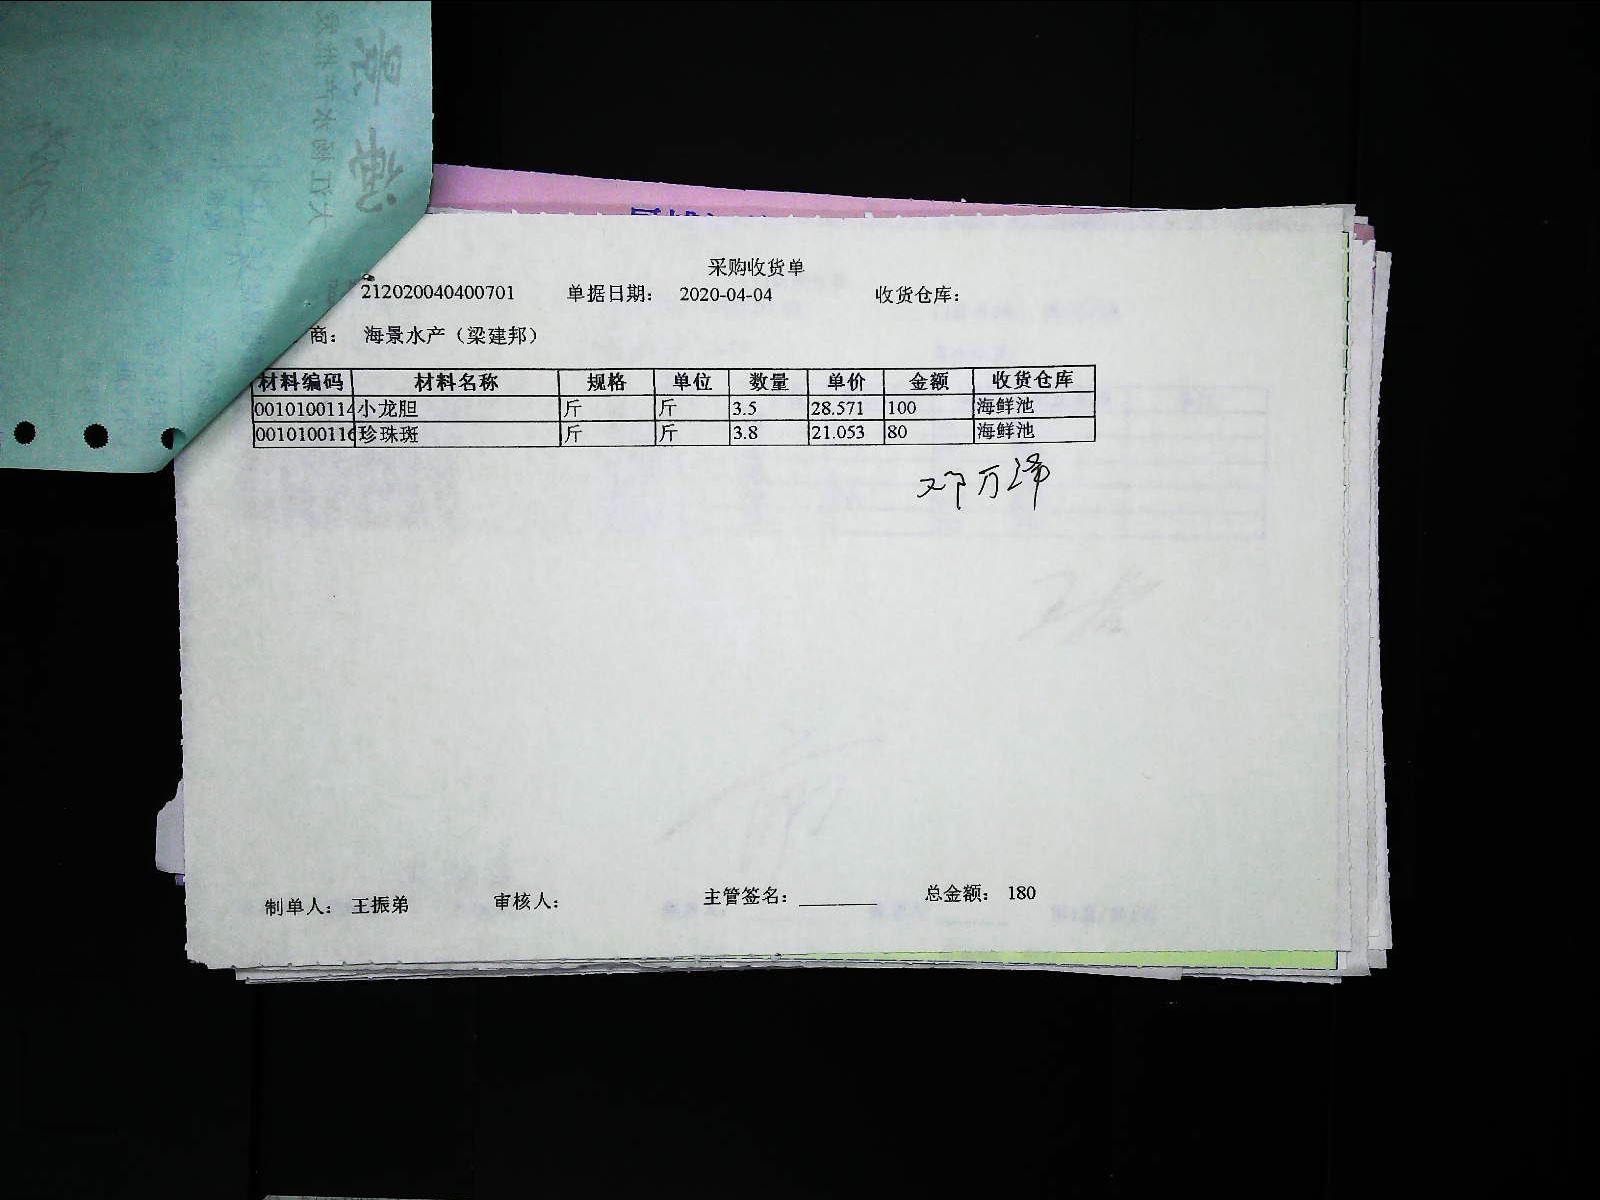 采购收货单
212020040400701 单据日期: 2020-04-04 收货仓库:
商: 海景水产（梁建邦）
材料编码 材料名称 规格 单位 数量 单价 金额 收货仓库
0010100114 小龙胆 斤 斤 3.5 28.571 100 海鲜池
0010100116 珍珠斑 斤 斤 3.8 21.053 80 海鲜池
邓万泽
制单人: 王振弟 审核人: 主管签名: ________ 总金额: 180